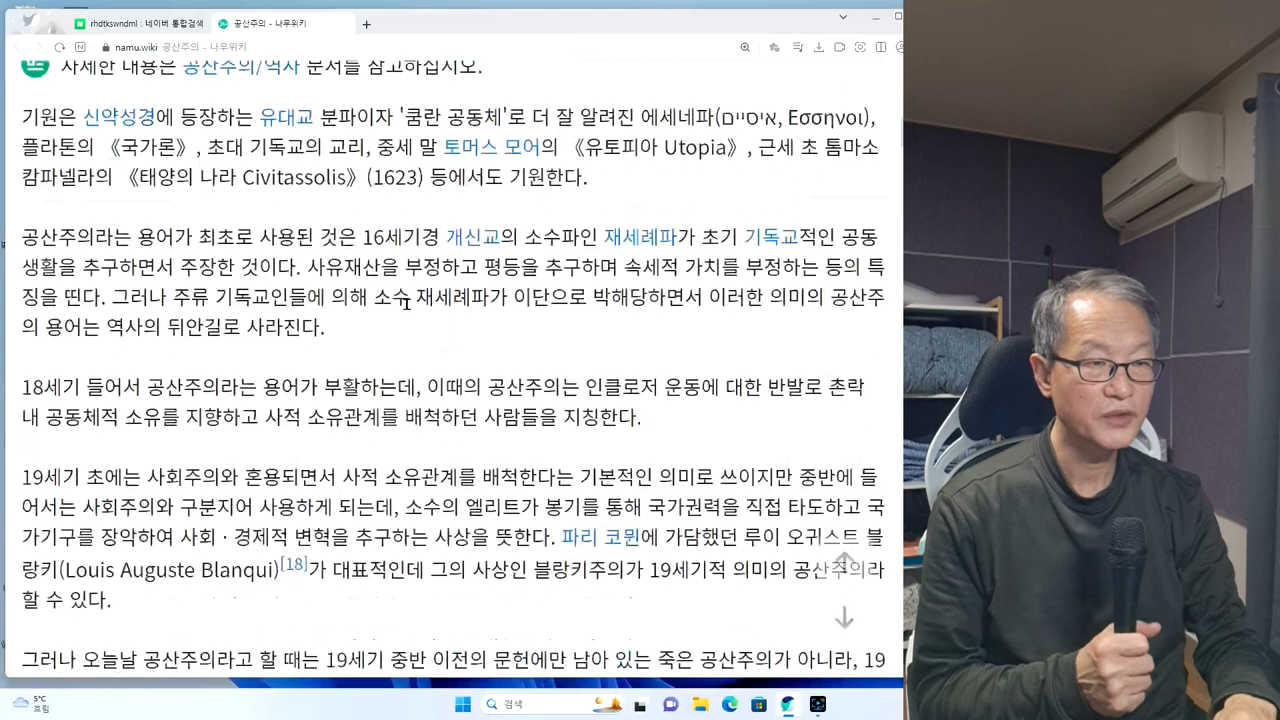 rhdtkswndml : 네이버 통합검색
공산주의 - 나무위키
namu.wiki 공산주의 - 나무위키
자세한 내용은 공산주의/역사 문서를 참고하십시오.
기원은 신약성경에 등장하는 유대교 분파이자 '쿰란 공동체'로 더 잘 알려진 에세네파(איסיים, Εσσηνοι),
플라톤의 《국가론》, 초대 기독교의 교리, 중세 말 토머스 모어의 《유토피아 Utopia》, 근세 초 톰마소
캄파넬라의 《태양의 나라 Civitassolis》(1623) 등에서도 기원한다.
공산주의라는 용어가 최초로 사용된 것은 16세기경 개신교의 소수파인 재세례파가 초기 기독교적인 공동
생활을 추구하면서 주장한 것이다. 사유재산을 부정하고 평등을 추구하며 속세적 가치를 부정하는 등의 특
징을 띤다. 그러나 주류 기독교인들에 의해 소수 재세례파가 이단으로 박해당하면서 이러한 의미의 공산주
의 용어는 역사의 뒤안길로 사라진다.
18세기 들어서 공산주의라는 용어가 부활하는데, 이때의 공산주의는 인클로저 운동에 대한 반발로 촌락
내 공동체적 소유를 지향하고 사적 소유관계를 배척하던 사람들을 지칭한다.
19세기 초에는 사회주의와 혼용되면서 사적 소유관계를 배척한다는 기본적인 의미로 쓰이지만 중반에 들
어서는 사회주의와 구분지어 사용하게 되는데, 소수의 엘리트가 봉기를 통해 국가권력을 직접 타도하고 국
가기구를 장악하여 사회 · 경제적 변혁을 추구하는 사상을 뜻한다. 파리 코뮌에 가담했던 루이 오귀스트 블
랑키(Louis Auguste Blanqui)[18]가 대표적인데 그의 사상인 블랑키주의가 19세기적 의미의 공산주의라
할 수 있다.
그러나 오늘날 공산주의라고 할 때는 19세기 중반 이전의 문헌에만 남아 있는 죽은 공산주의가 아니라, 19
5°C
흐림
검색